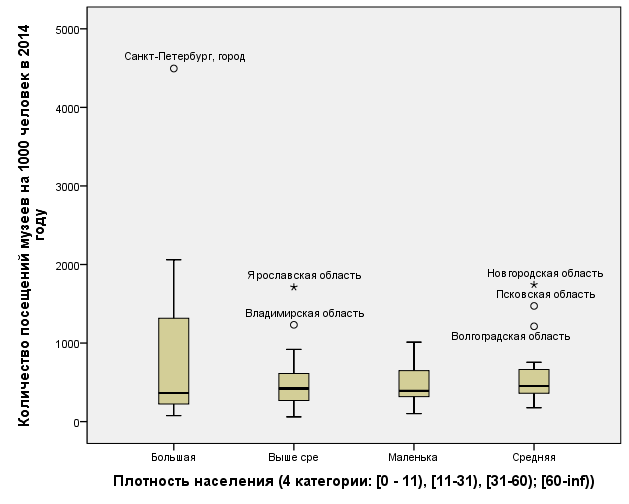 Количество посещений музеев на 1000 человек в 2014
году
5000
4000
3000
2000
1000
0
Санкт-Петербург, город
Ярославская область
Владимирская область
Новгородская область
Псковская область
Волгоградская область
Большая
Выше сре
Маленька
Средняя
Плотность населения (4 категории: [0 - 11), [11-31), [31-60); [60-inf))